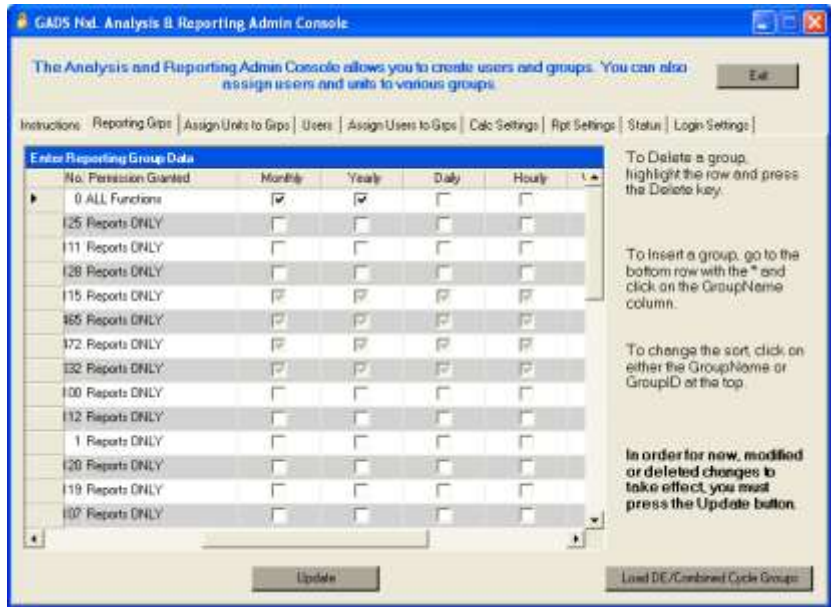 GADS NxL Analysis & Reporting Admin Console
The Analysis and Reporting Admin Console allows you to create users and groups. You can also
assign users and units to various groups.
Exit
Instructions Reporting Grps Assign Units to Grps Users Assign Users to Grps Calc Settings Rpt Settings Status Login Settings
Enter Reporting Group Data
No. Permission Granted Monthly Yearly Daily Hourly
0 ALL Functions
125 Reports ONLY
111 Reports ONLY
128 Reports ONLY
115 Reports ONLY
Reports ONLY
Reports ONLY
Reports ONLY
100 Reports ONLY
112 Reports ONLY
1 Reports ONLY
120 Reports ONLY
119 Reports ONLY
107 Reports ONLY
To Delete a group,
highlight the row and press
the Delete key.
To Insert a group, go to the
bottom row with the * and
click on the GroupName
column.
To change the sort, click on
either the GroupName or
GroupID at the top.
In order for new, modified
or deleted changes to
take effect, you must
press the Update button.
Update
Load DE/Combined Cycle Groups